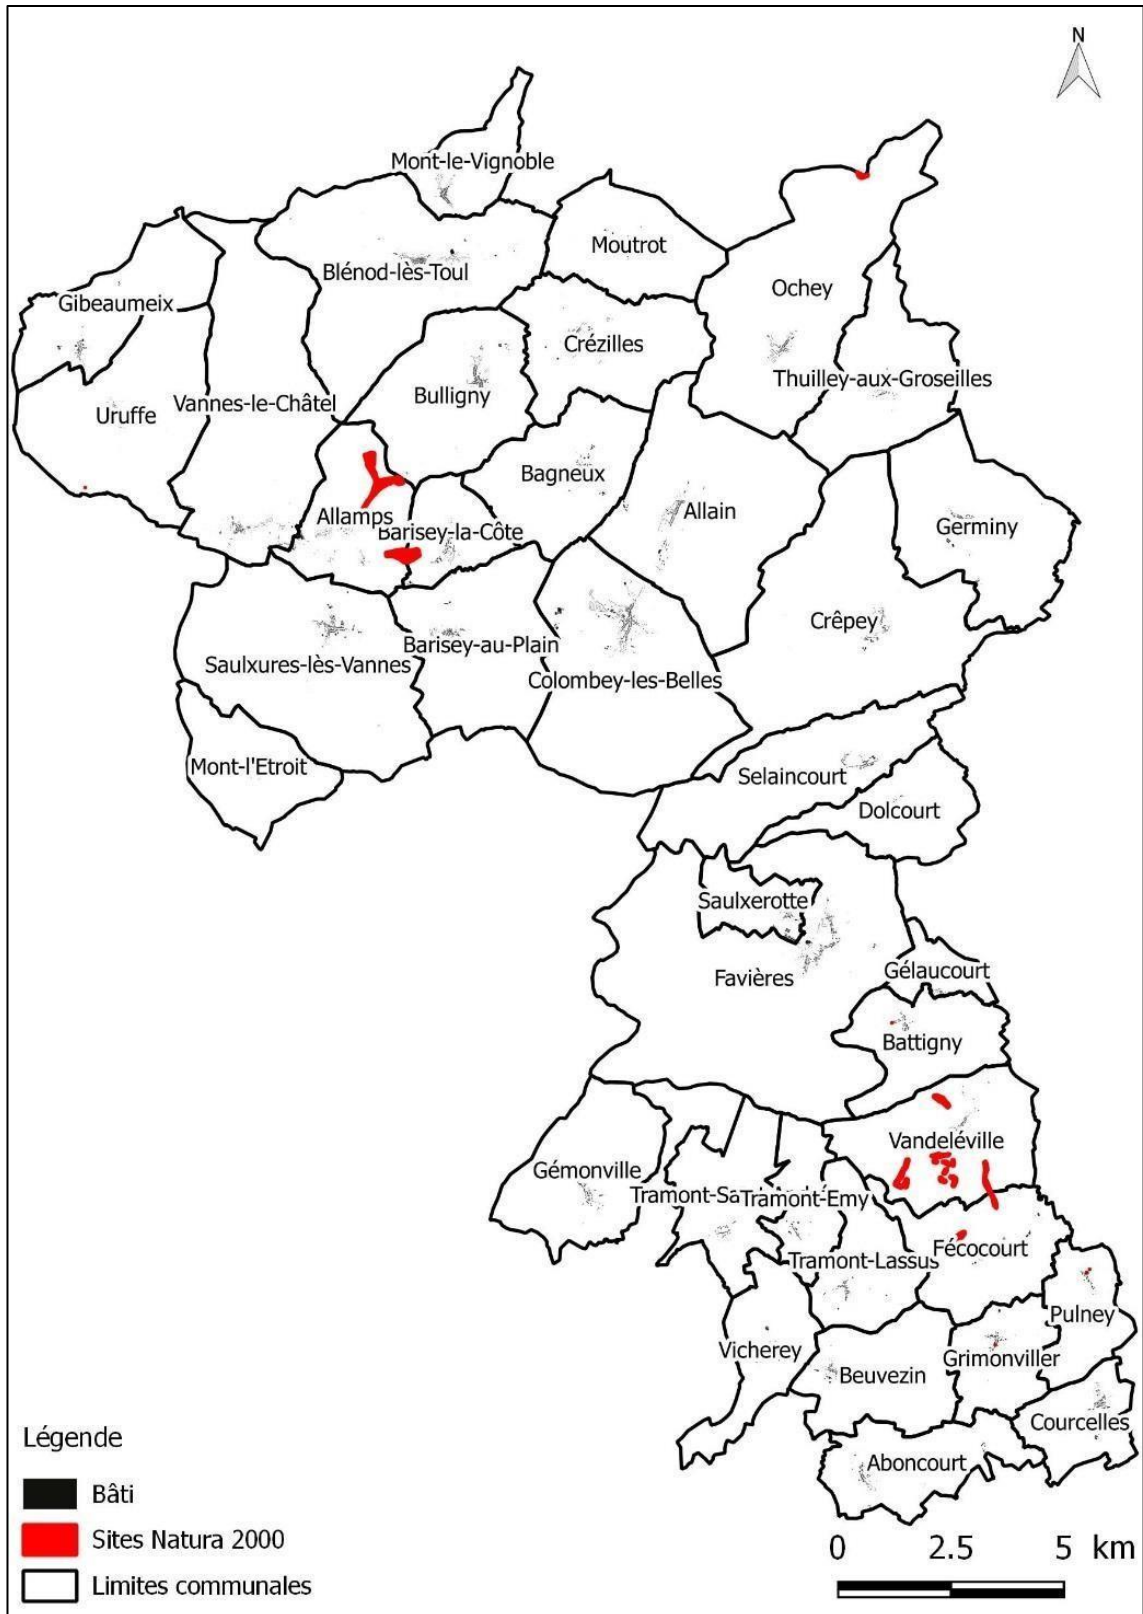 N
Mont-le-Vignoble
Moutrot
Blénod-lès-Toul
Ochey
Gibeaumeix
Crézilles
Thuilley-aux-Groseilles
Bulligny
Vannes-le-Châtel
Uruffe
Bagneux
Allain
Allamps
Germiny
Barisey-la-Côte
Crêpey
Barisey-au-Plain
Saulxures-lès-Vannes
Colombey-les-Belles
Mont-l'Etroit
Selaincourt
Dolcourt
Saulxerotte
Favières
Gélaucourt
Battigny
Vandeléville
Gémonville
Tramont-Sa
Tramont-Émy
Fécocourt
Tramont-Lassus
Pulney
Vicherey
Grimonviller
Beuvezin
Courcelles
Aboncourt
Légende
Bâti
Sites Natura 2000
Limites communales
0 2.5 5 km